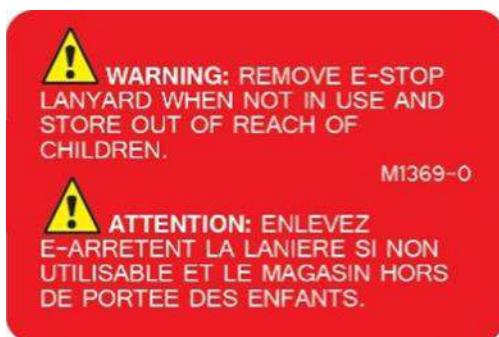 WARNING: REMOVE E-STOP
LANYARD WHEN NOT IN USE AND
STORE OUT OF REACH OF
CHILDREN.
M1369-0
ATTENTION: ENLEVEZ
E-ARRETENT LA LANIERE SI NON
UTILISABLE ET LE MAGASIN HORS
DE PORTEE DES ENFANTS.